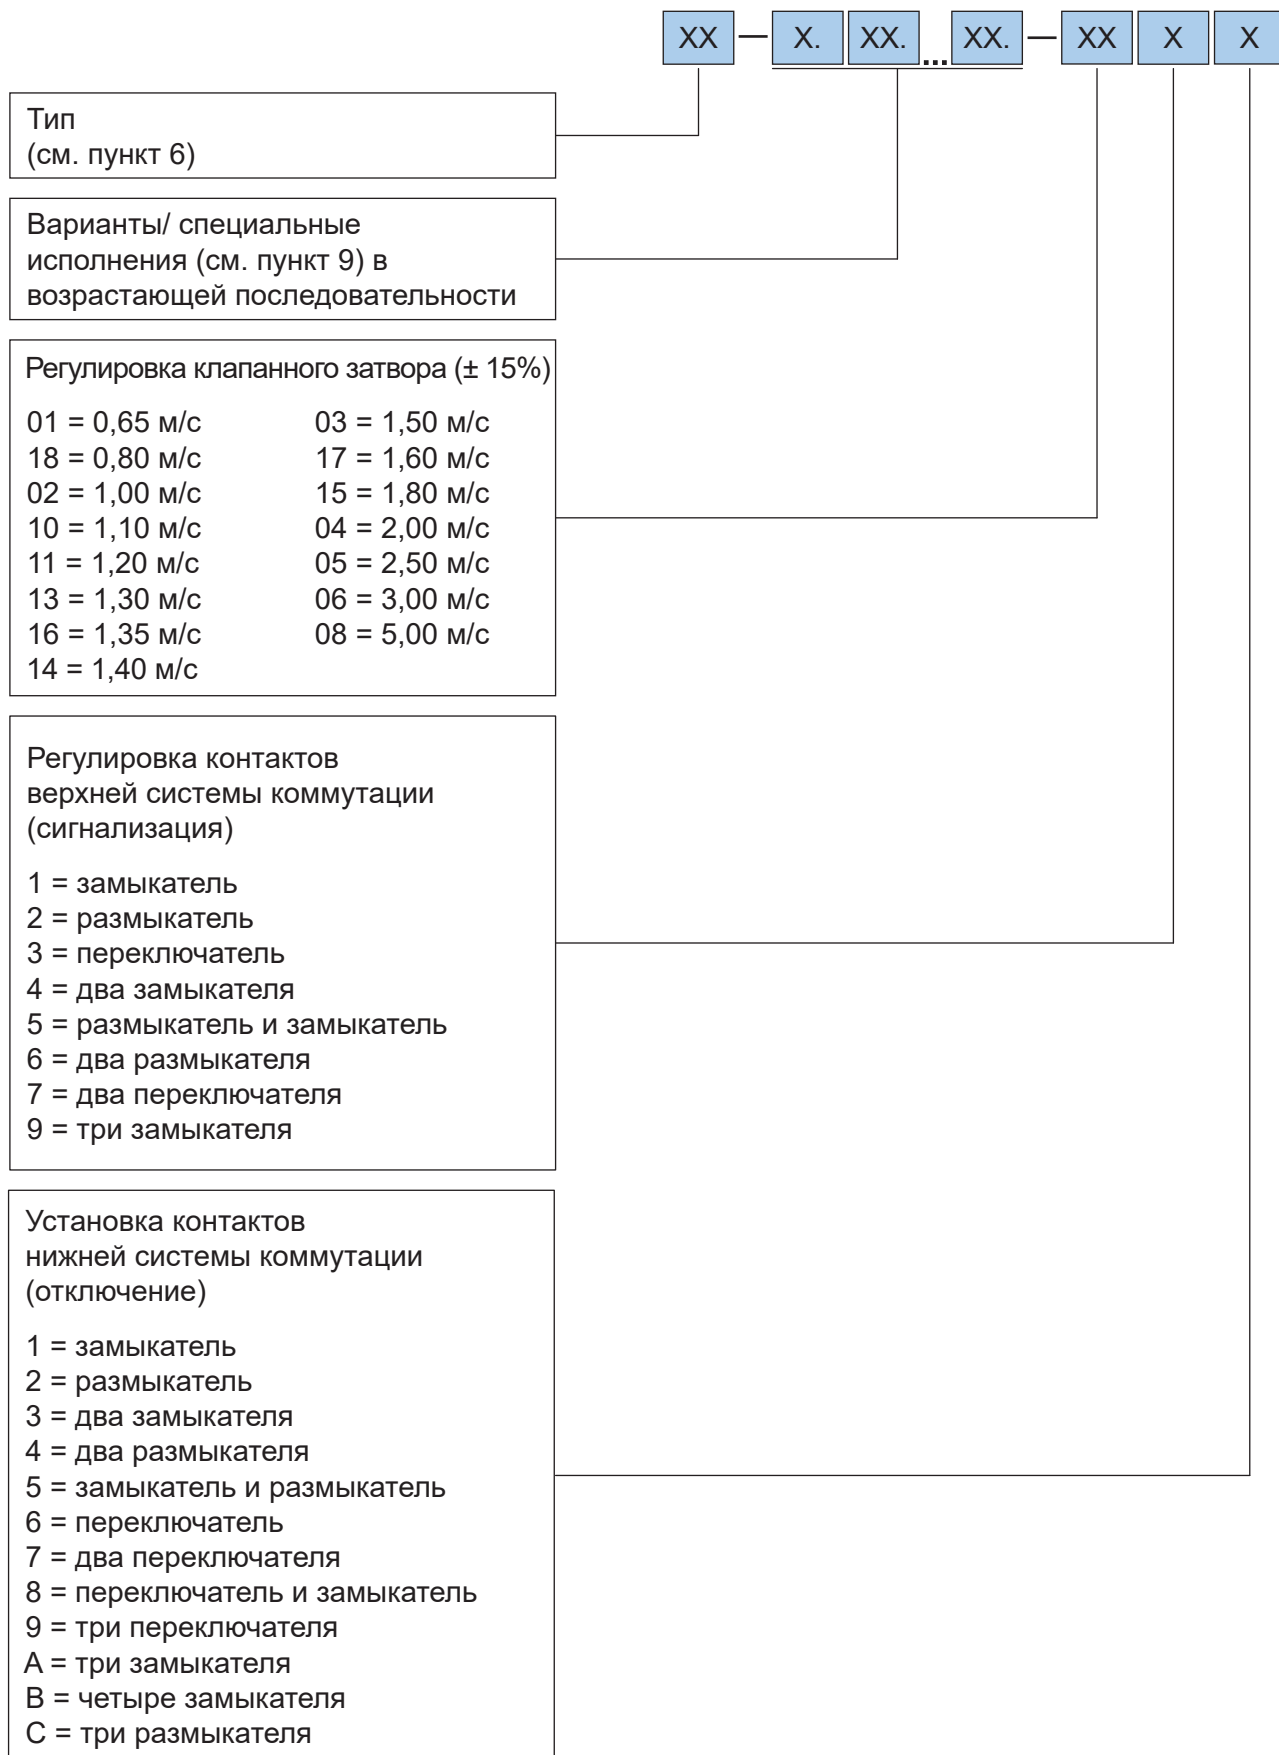 XX — X. XX. ... XX. — XX X X
Тип
(см. пункт 6)
Варианты/ специальные
исполнения (см. пункт 9) в
возрастающей последовательности
Регулировка клапанного затвора (± 15%)
01 = 0,65 м/с 03 = 1,50 м/с
18 = 0,80 м/с 17 = 1,60 м/с
02 = 1,00 м/с 15 = 1,80 м/с
10 = 1,10 м/с 04 = 2,00 м/с
11 = 1,20 м/с 05 = 2,50 м/с
13 = 1,30 м/с 06 = 3,00 м/с
16 = 1,35 м/с 08 = 5,00 м/с
14 = 1,40 м/с
Регулировка контактов
верхней системы коммутации
(сигнализация)
1 = замыкатель
2 = размыкатель
3 = переключатель
4 = два замыкателя
5 = размыкатель и замыкатель
6 = два размыкателя
7 = два переключателя
9 = три замыкателя
Установка контактов
нижней системы коммутации
(отключение)
1 = замыкатель
2 = размыкатель
3 = два замыкателя
4 = два размыкателя
5 = замыкатель и размыкатель
6 = переключатель
7 = два переключателя
8 = переключатель и замыкатель
9 = три переключателя
A = три замыкателя
B = четыре замыкателя
C = три размыкателя